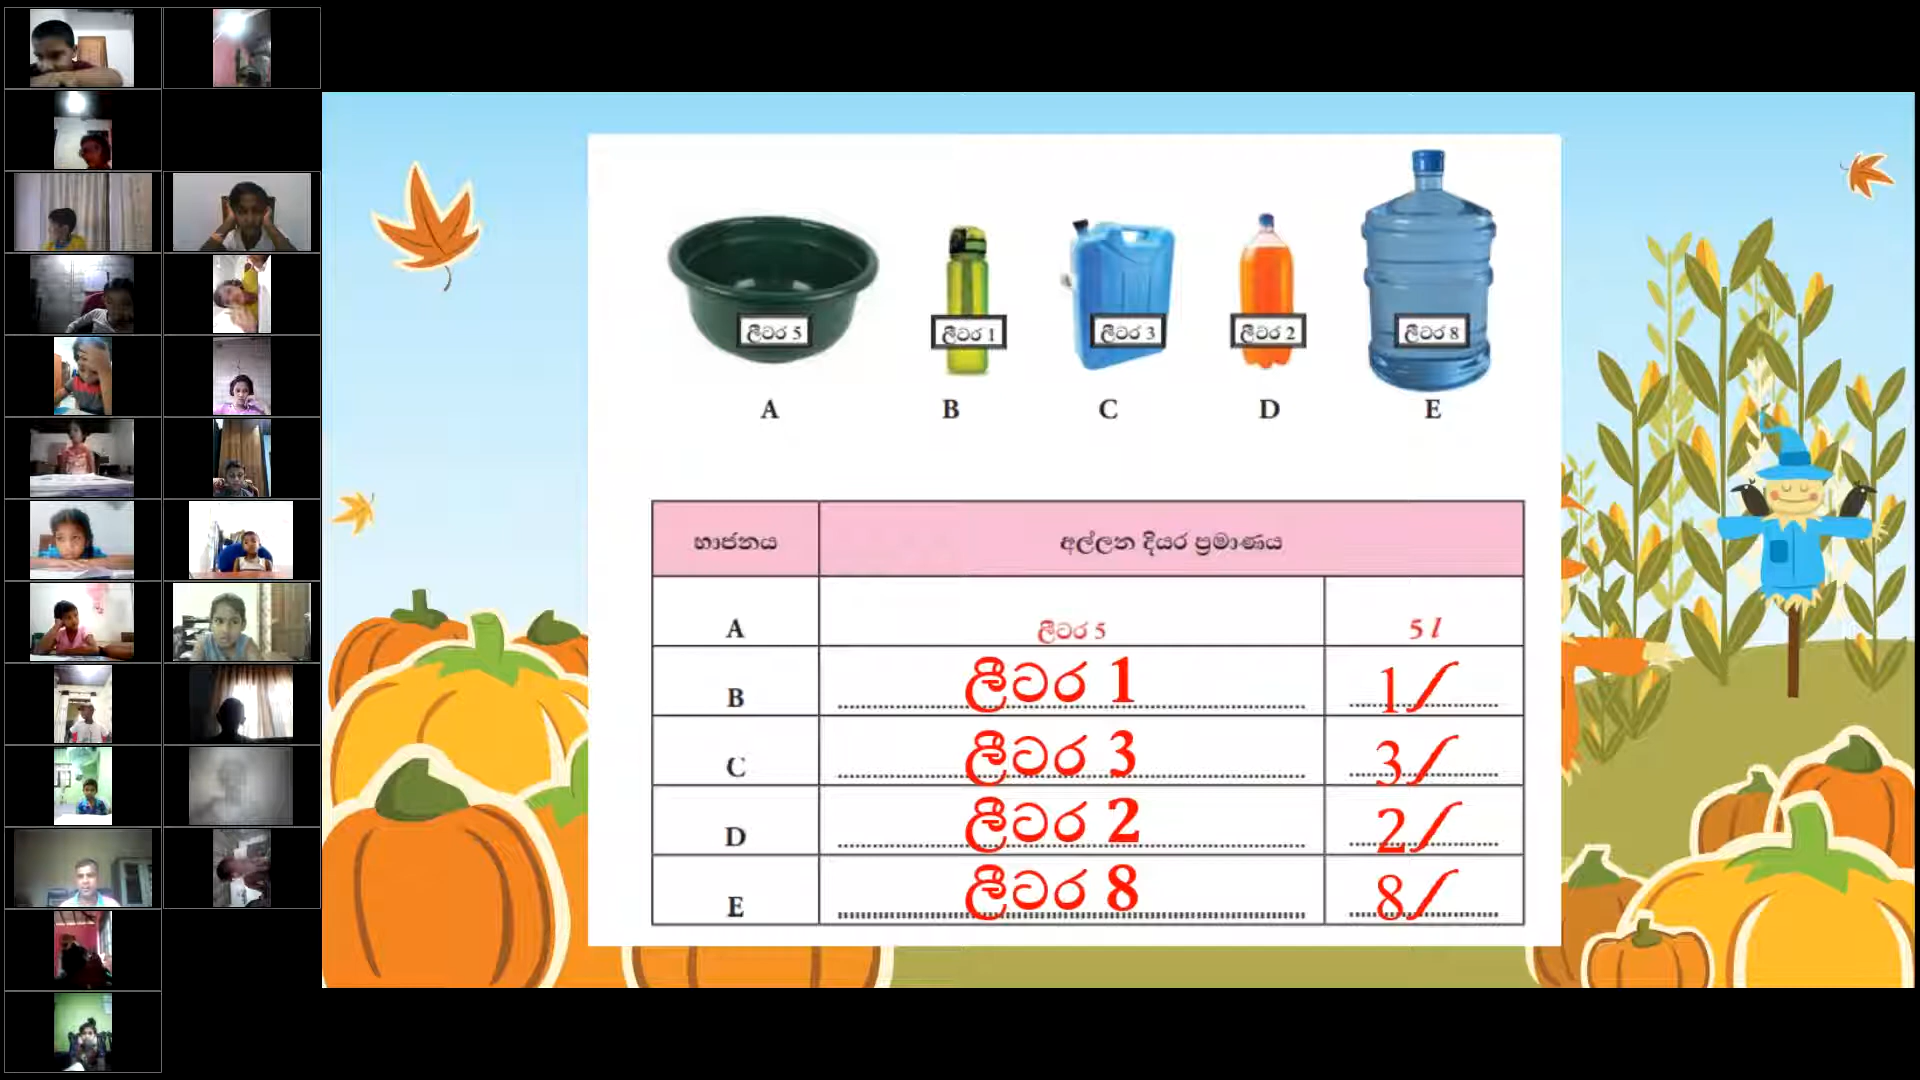 ලීටර 5
ලීටර 1
ලීටර 3
ලීටර 2
ලීටර 8
A B C D E
භාජනය අල්ලන දියර ප්‍රමාණය
A ලීටර 5 5 l
B ලීටර 1 1 l
C ලීටර 3 3 l
D ලීටර 2 2 l
E ලීටර 8 8 l